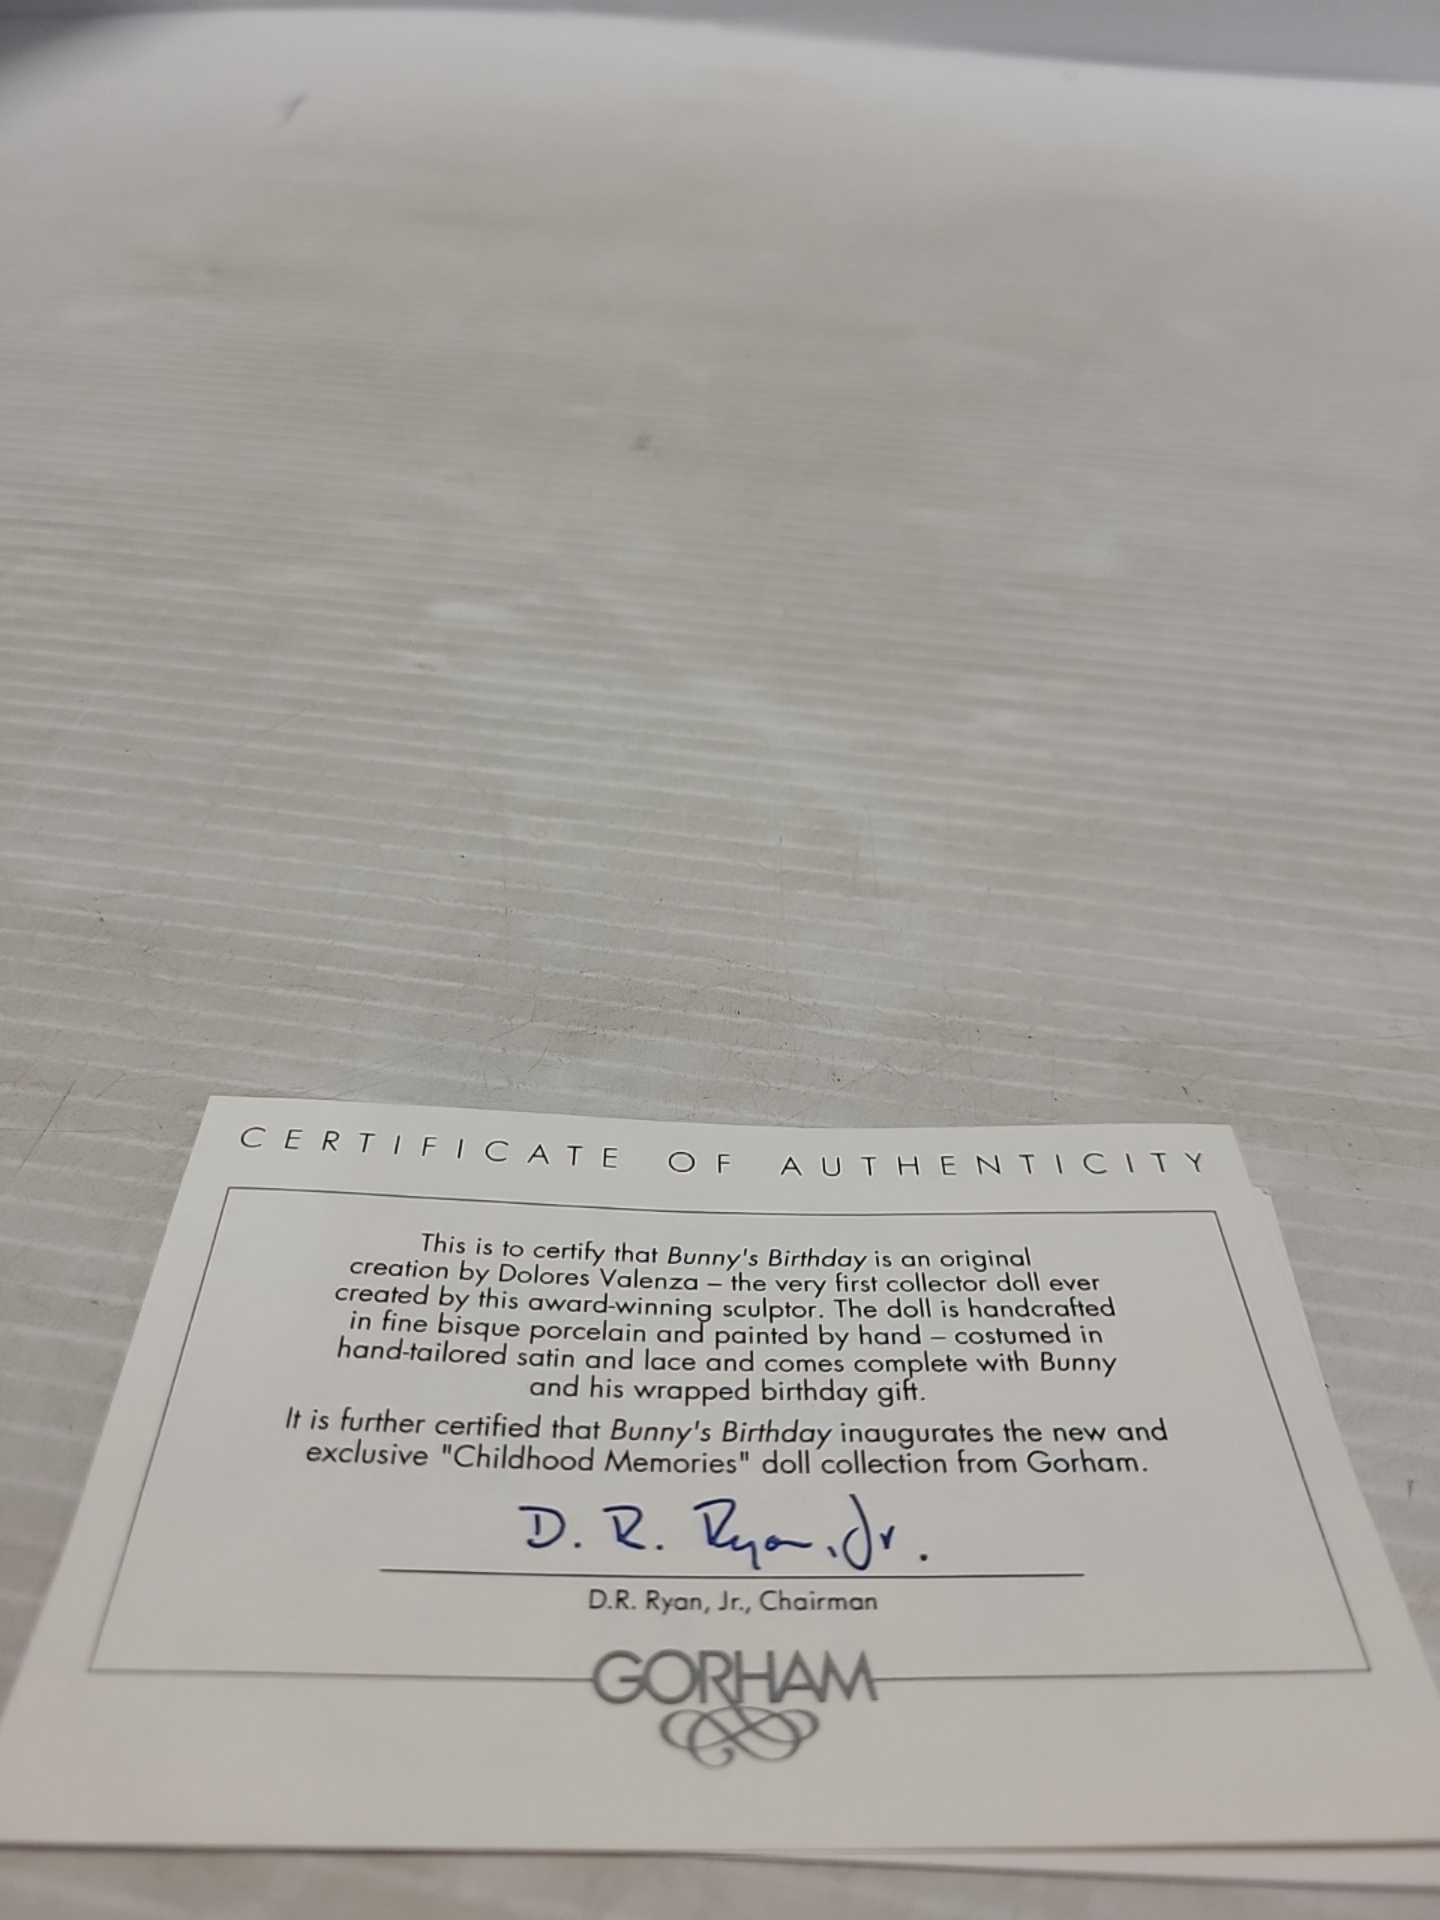 CERTIFICATE OF AUTHENTICITY
This is to certify that Bunny's Birthday is an original
creation by Dolores Valenza – the very first collector doll ever
created by this award-winning sculptor. The doll is handcrafted
in fine bisque porcelain and painted by hand – costumed in
hand-tailored satin and lace and comes complete with Bunny
and his wrapped birthday gift.
It is further certified that Bunny's Birthday inaugurates the new and
exclusive "Childhood Memories" doll collection from Gorham.
D. R. Ryan, Jr.
D.R. Ryan, Jr., Chairman
GORHAM